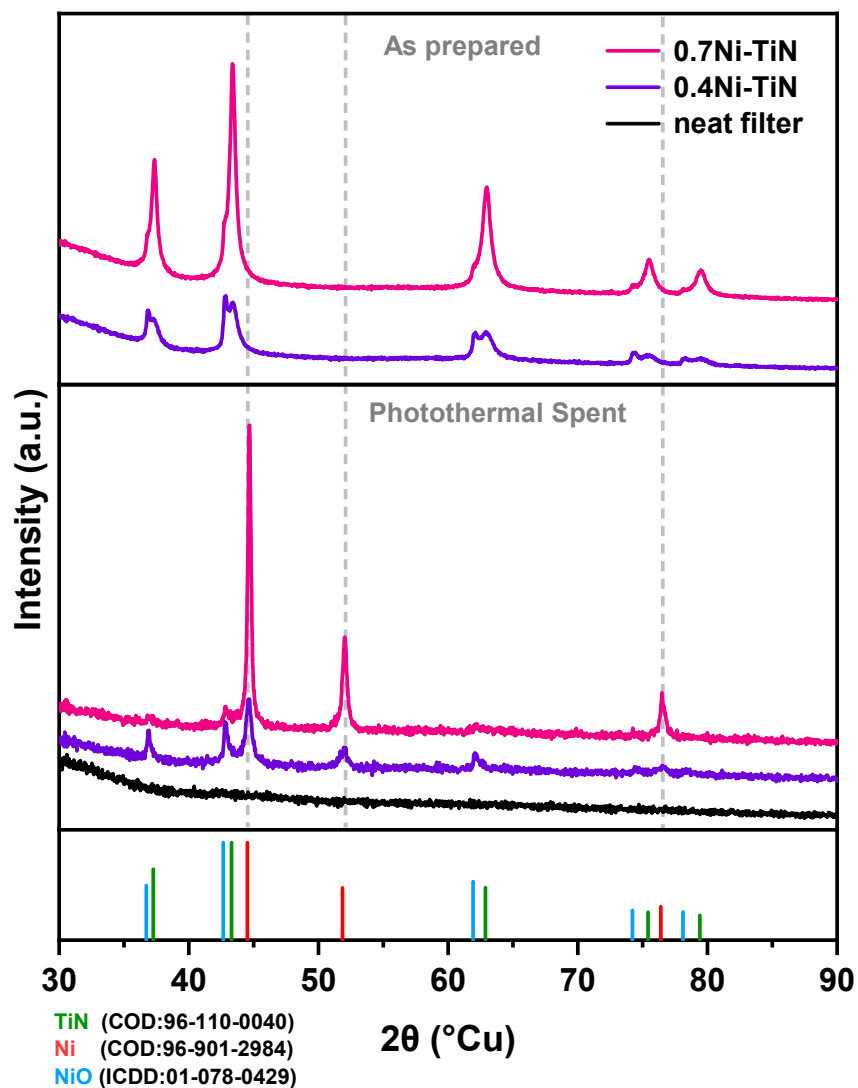 As prepared
0.7Ni-TiN
0.4Ni-TiN
neat filter
Photothermal Spent
Intensity (a.u.)
30 40 50 60 70 80 90
2θ (°Cu)
TiN (COD:96-110-0040)
Ni (COD:96-901-2984)
NiO (ICDD:01-078-0429)